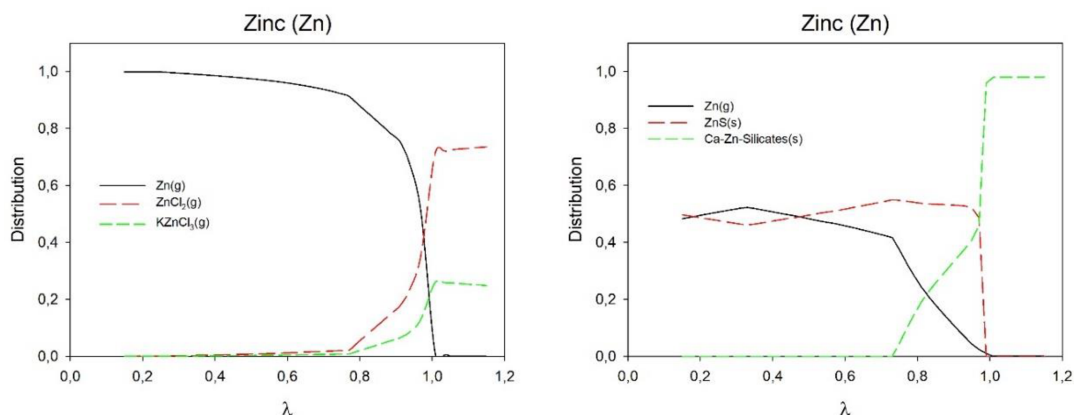 Zinc (Zn)
1,0
0,8
0,6
0,4
0,2
0,0
Distribution
Zn(g)
ZnCl₂(g)
KZnCl₃(g)
0,0 0,2 0,4 0,6 0,8 1,0 1,2
λ
Zinc (Zn)
1,0
0,8
0,6
0,4
0,2
0,0
Distribution
Zn(g)
ZnS(s)
Ca-Zn-Silicates(s)
0,0 0,2 0,4 0,6 0,8 1,0 1,2
λ